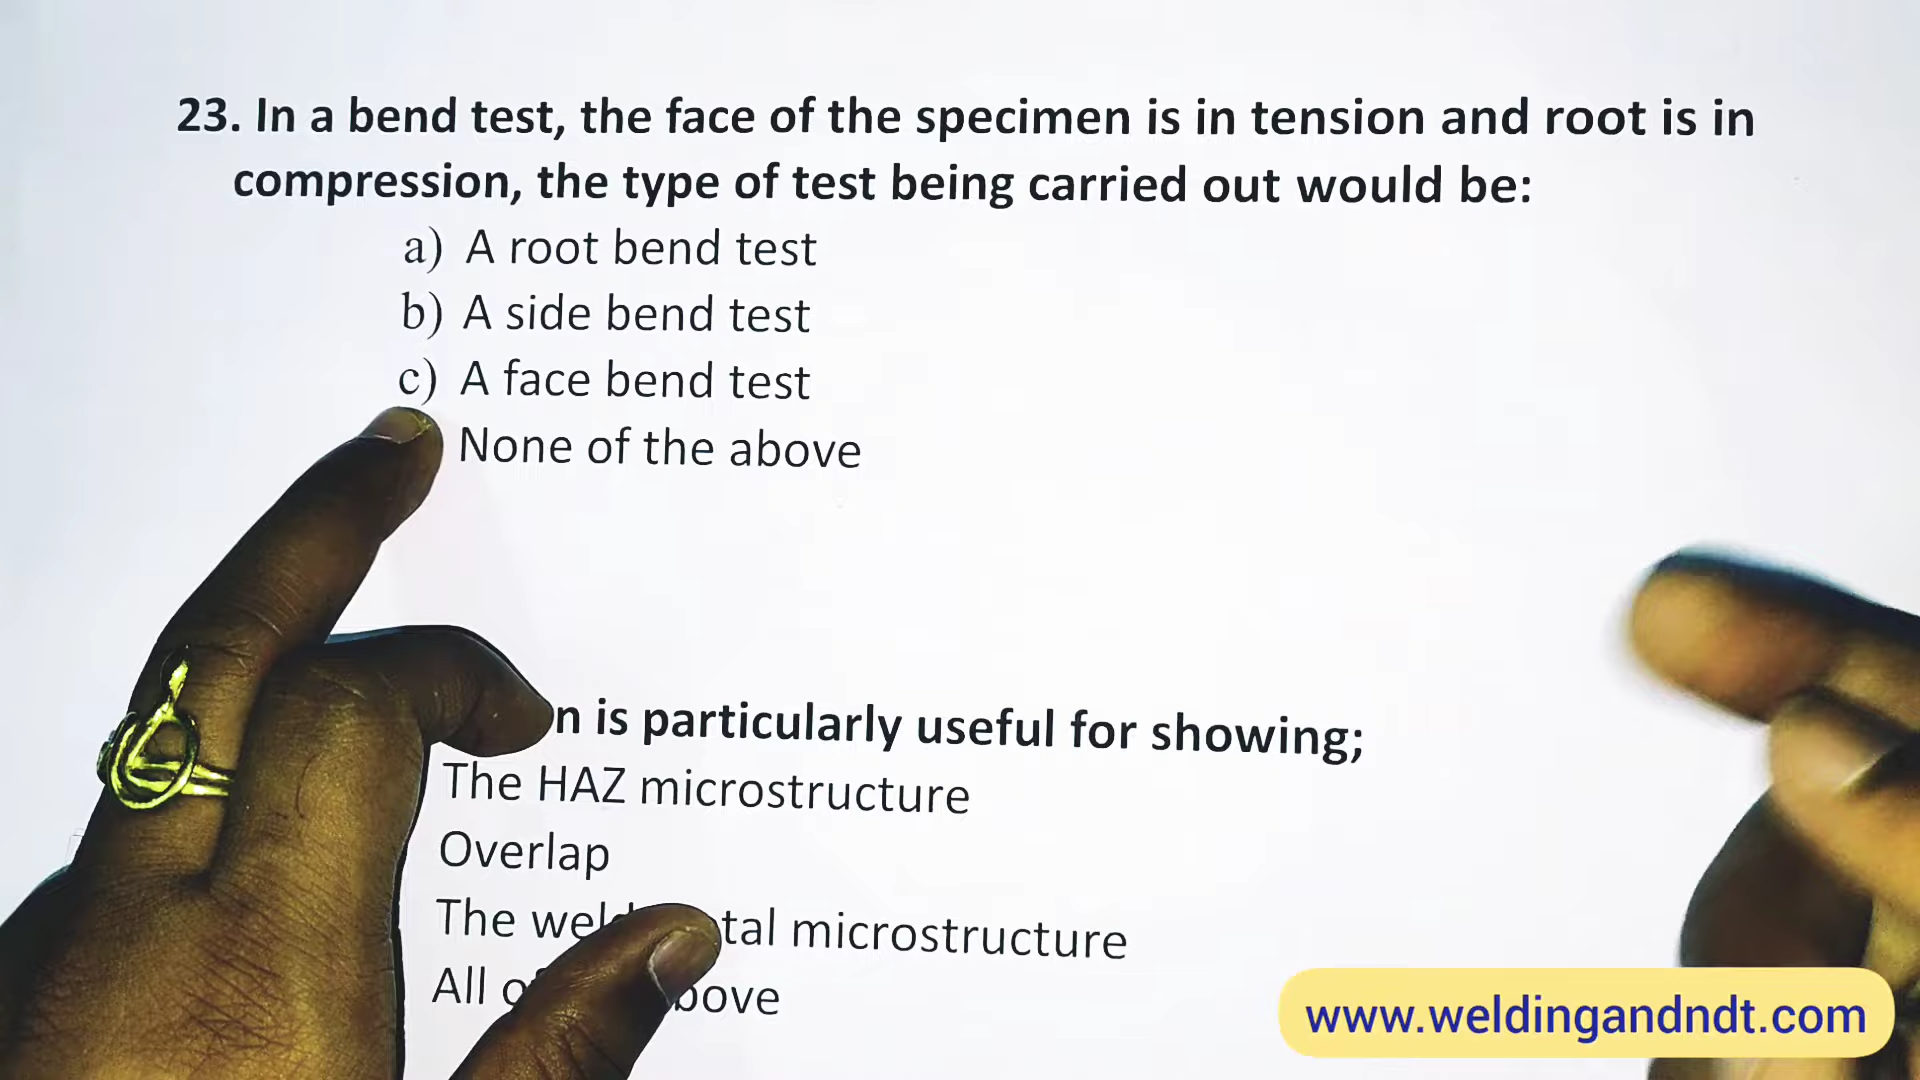 23. In a bend test, the face of the specimen is in tension and root is in
compression, the type of test being carried out would be:
a) A root bend test
b) A side bend test
c) A face bend test
None of the above
is particularly useful for showing;
The HAZ microstructure
Overlap
The microstructure
All
www.weldingandndt.com